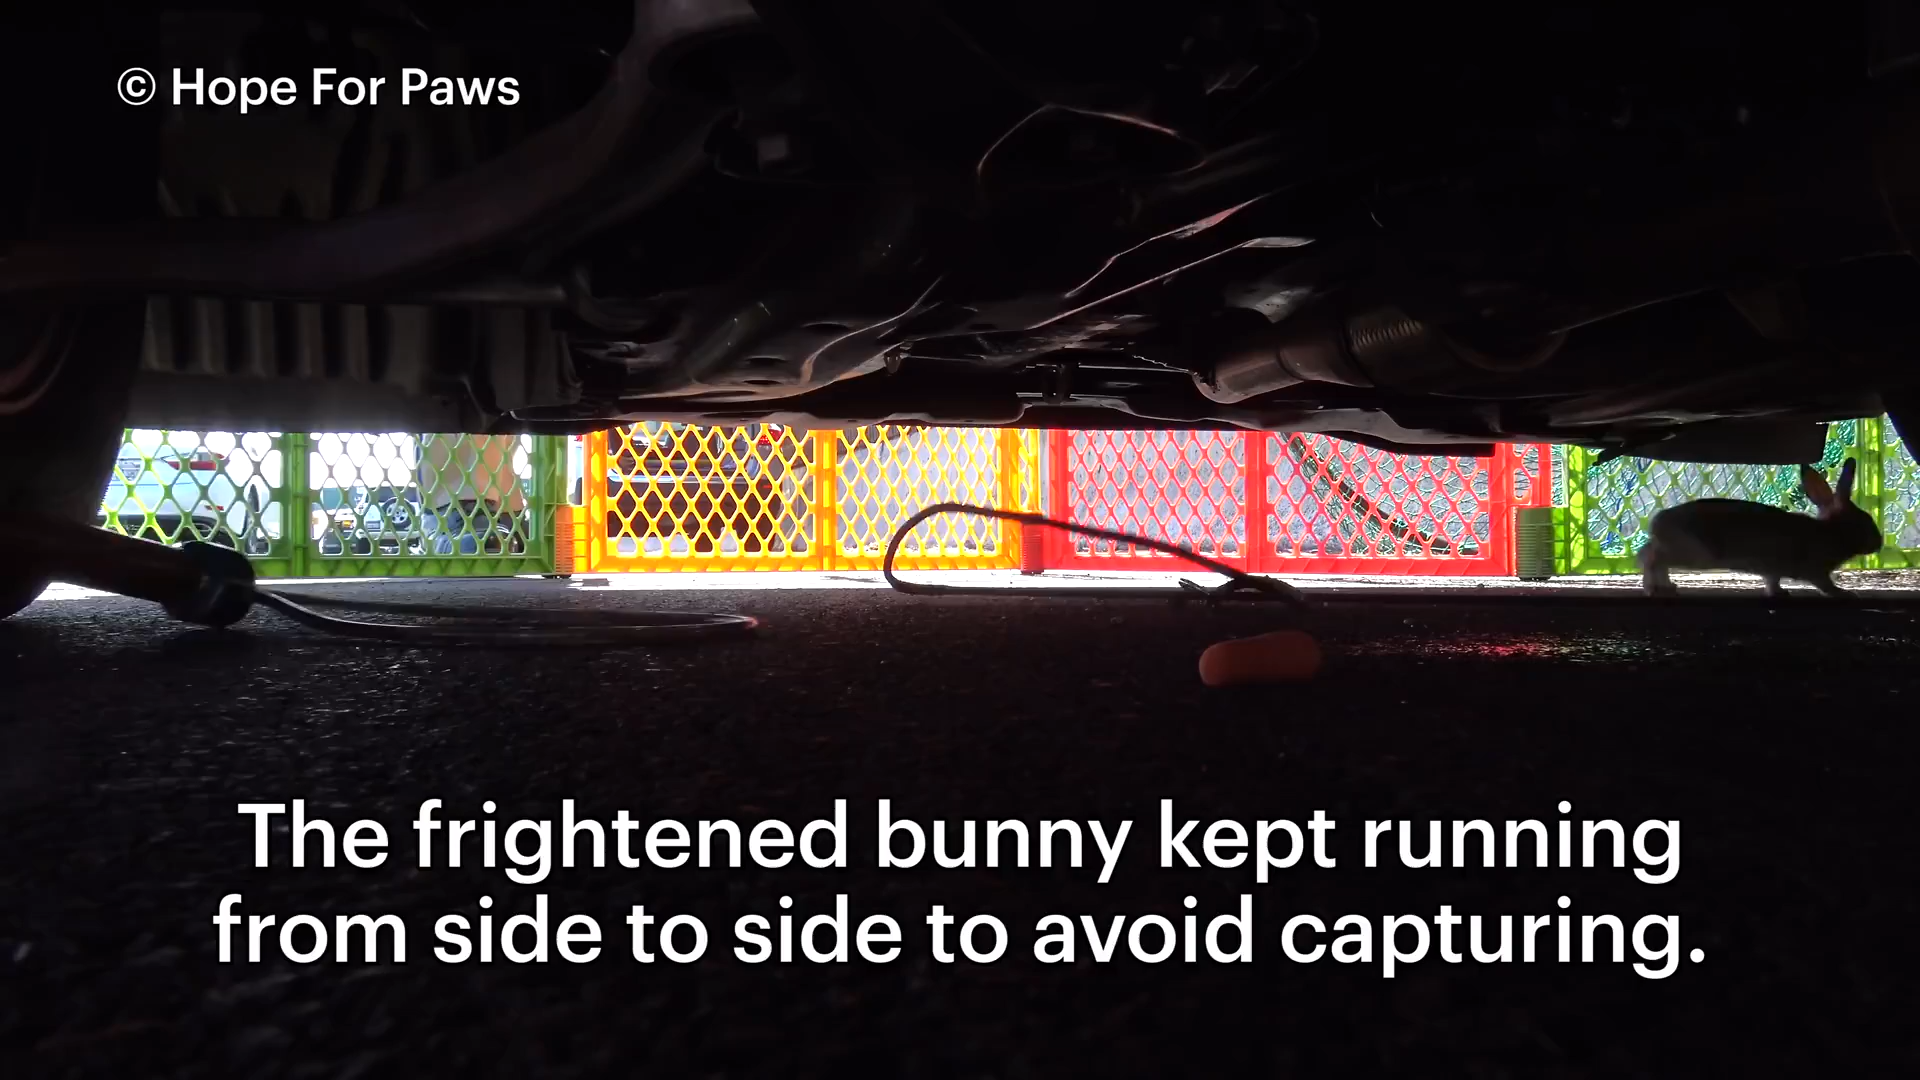 © Hope For Paws
The frightened bunny kept running
from side to side to avoid capturing.